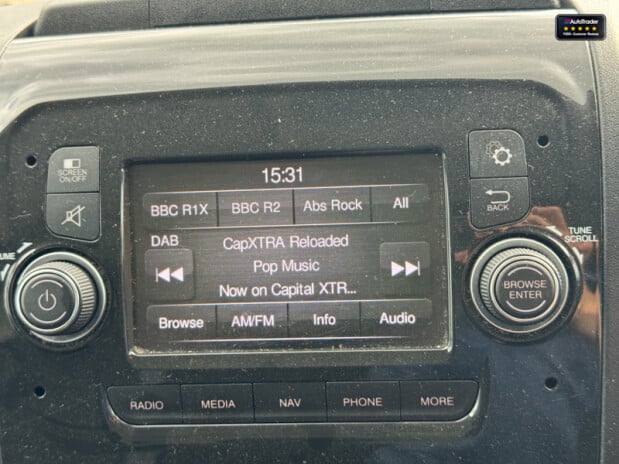 AutoTrader
SCREEN
ON/OFF
15:31
BBC R1X
BBC R2
Abs Rock
All
BACK
DAB
CapXTRA Reloaded
Pop Music
Now on Capital XTR...
TUNE
SCROLL
BROWSE
ENTER
Browse
AM/FM
Info
Audio
RADIO
MEDIA
NAV
PHONE
MORE